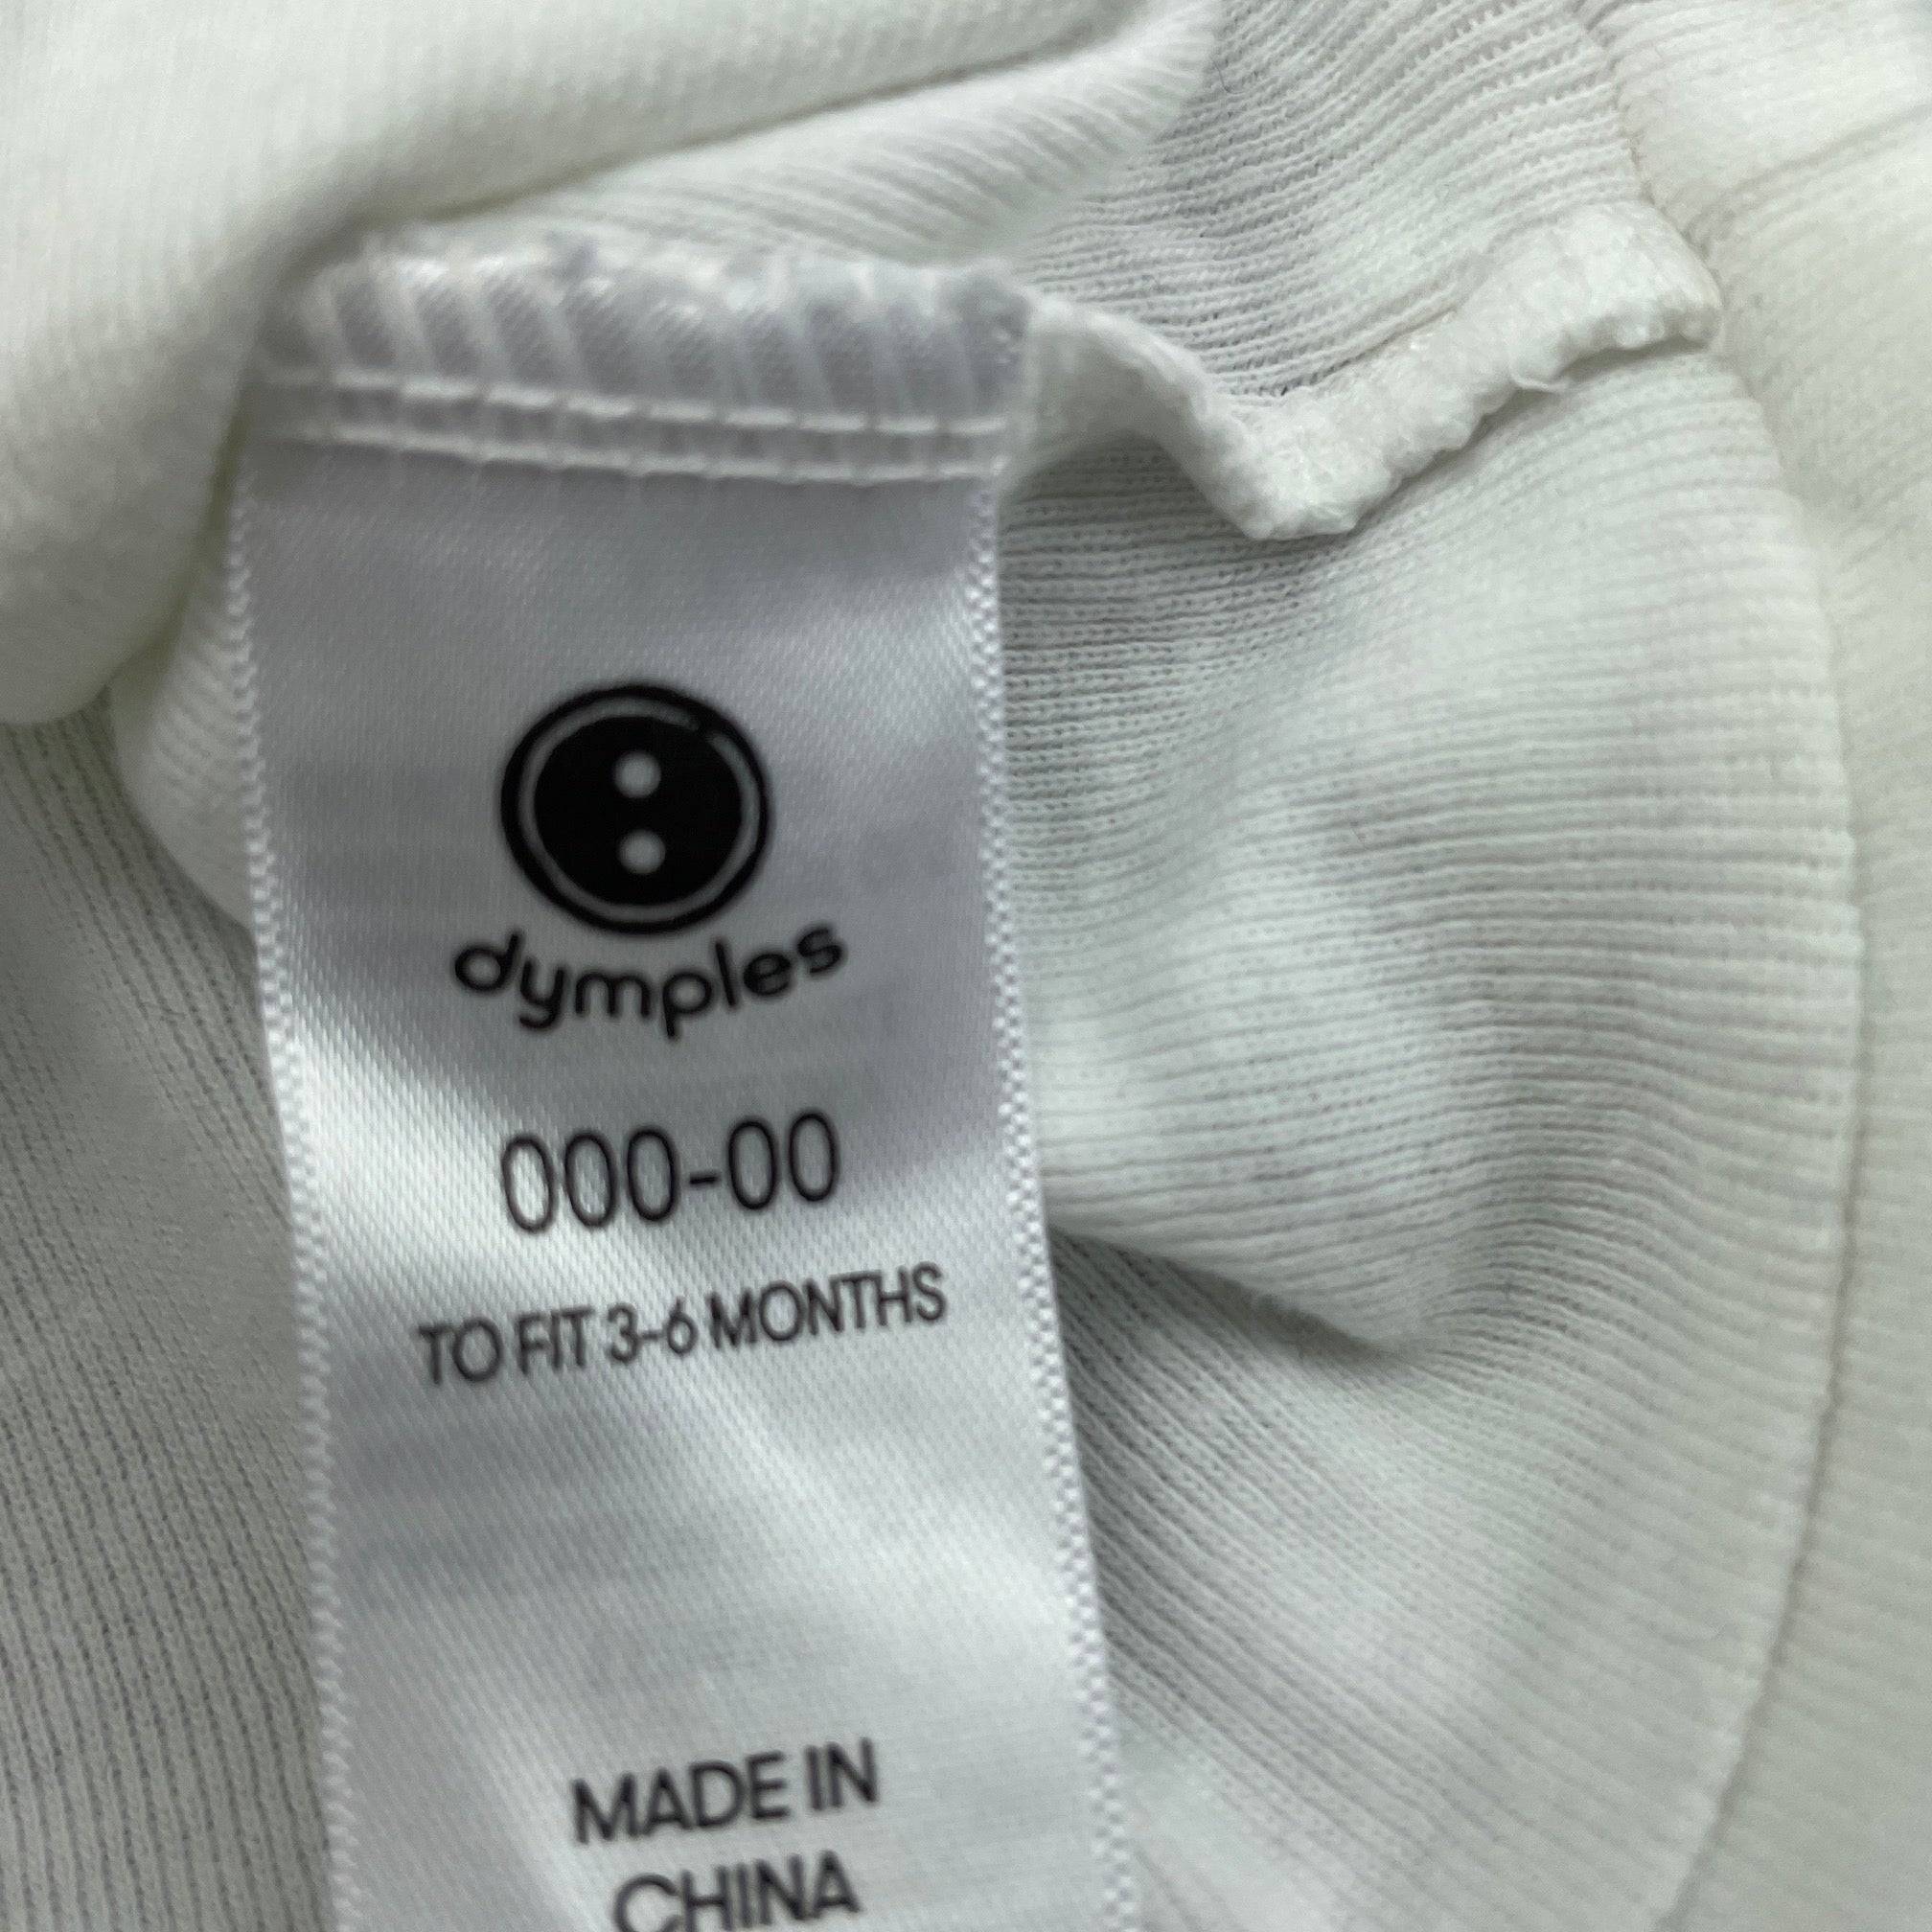 dymples
000-00
TO FIT 3-6 MONTHS
MADE IN
CHINA